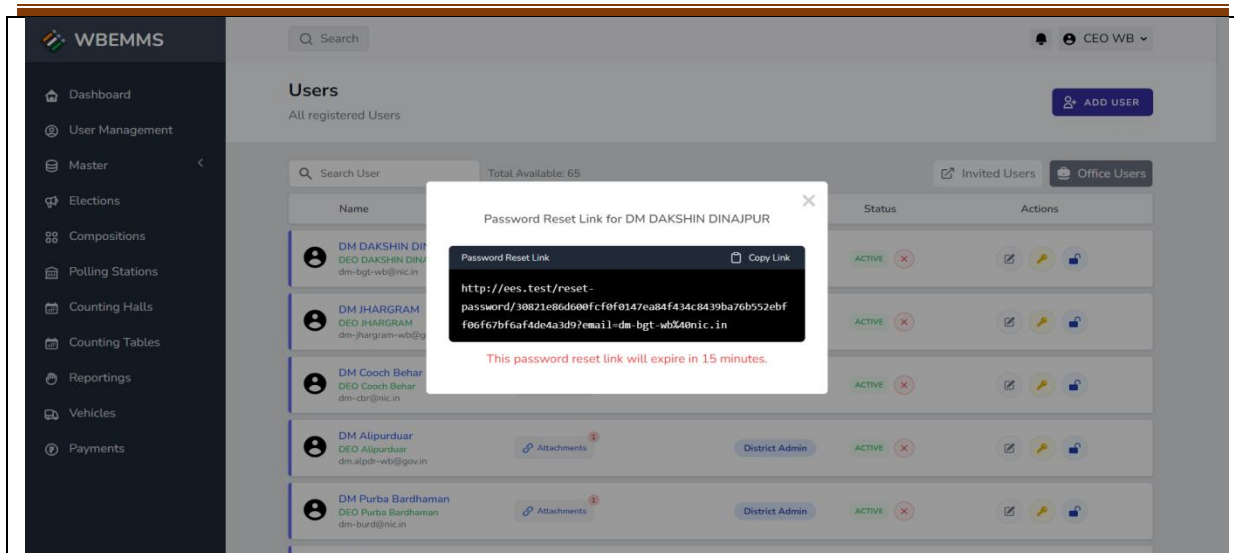 WBEMMS
Search
CEO WB
Dashboard
User Management
Master
Elections
Compositions
Polling Stations
Counting Halls
Counting Tables
Reportings
Vehicles
Payments
Users
All registered Users
ADD USER
Search User
Total Available: 65
Invited Users
Office Users
Name
Status
Actions
Password Reset Link for DM DAKSHIN DINAJPUR
Password Reset Link
Copy Link
http://ees.test/reset-
password/30821e86d600fcf0f0147ea84f434c8439ba76b552ebf
f06f67bf6af4de4a3d9?email=dm-bgt-wb%40nic.in
This password reset link will expire in 15 minutes.
DM DAKSHIN DIN
DEO DAKSHIN DINA
dm-bgt-wb@nic.in
ACTIVE
DM JHARGRAM
DEO JHARGRAM
dm-jhargram-wb@g
ACTIVE
DM Cooch Behar
DEO Cooch Behar
dm-cbr@nic.in
ACTIVE
DM Alipurduar
DEO Alipurduar
dm.alpdr-wb@gov.in
Attachments
1
District Admin
ACTIVE
DM Purba Bardhaman
DEO Purba Bardhaman
dm-burd@nic.in
Attachments
1
District Admin
ACTIVE